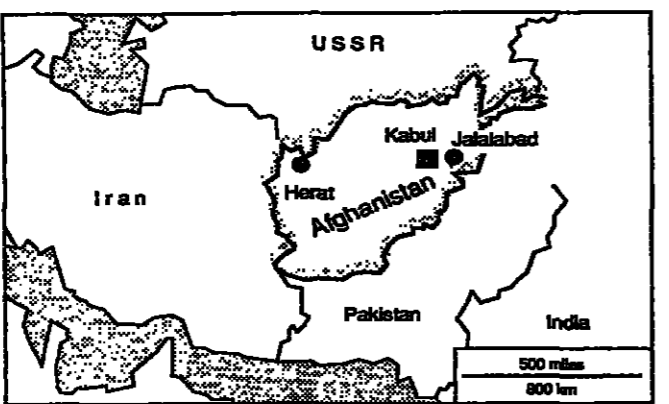 USSR
Kabul
Jalalabad
Herat
Iran
Afghanistan
Pakistan
India
500 miles
800 km